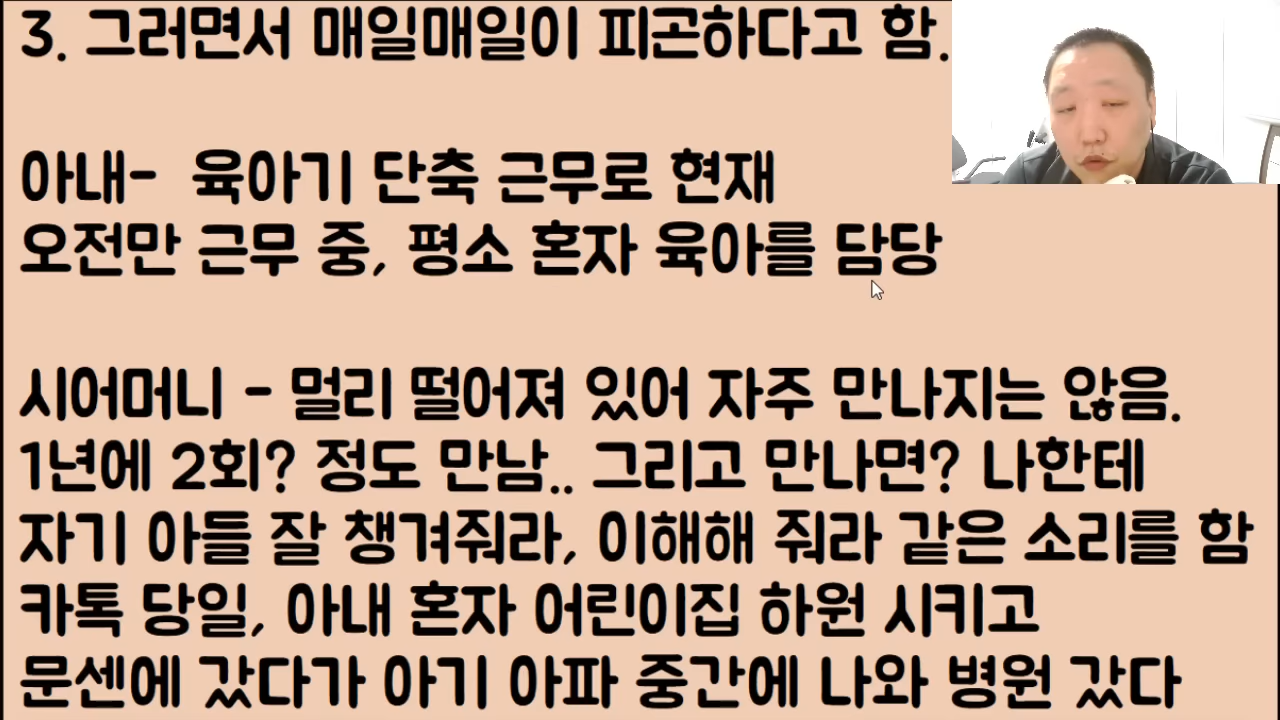 3. 그러면서 매일매일이 피곤하다고 함.
아내- 육아기 단축 근무로 현재
오전만 근무 중, 평소 혼자 육아를 담당
시어머니 - 멀리 떨어져 있어 자주 만나지는 않음.
1년에 2회? 정도 만남.. 그리고 만나면? 나한테
자기 아들 잘 챙겨줘라, 이해해 줘라 같은 소리를 함
카톡 당일, 아내 혼자 어린이집 하원 시키고
문센에 갔다가 아기 아파 중간에 나와 병원 갔다